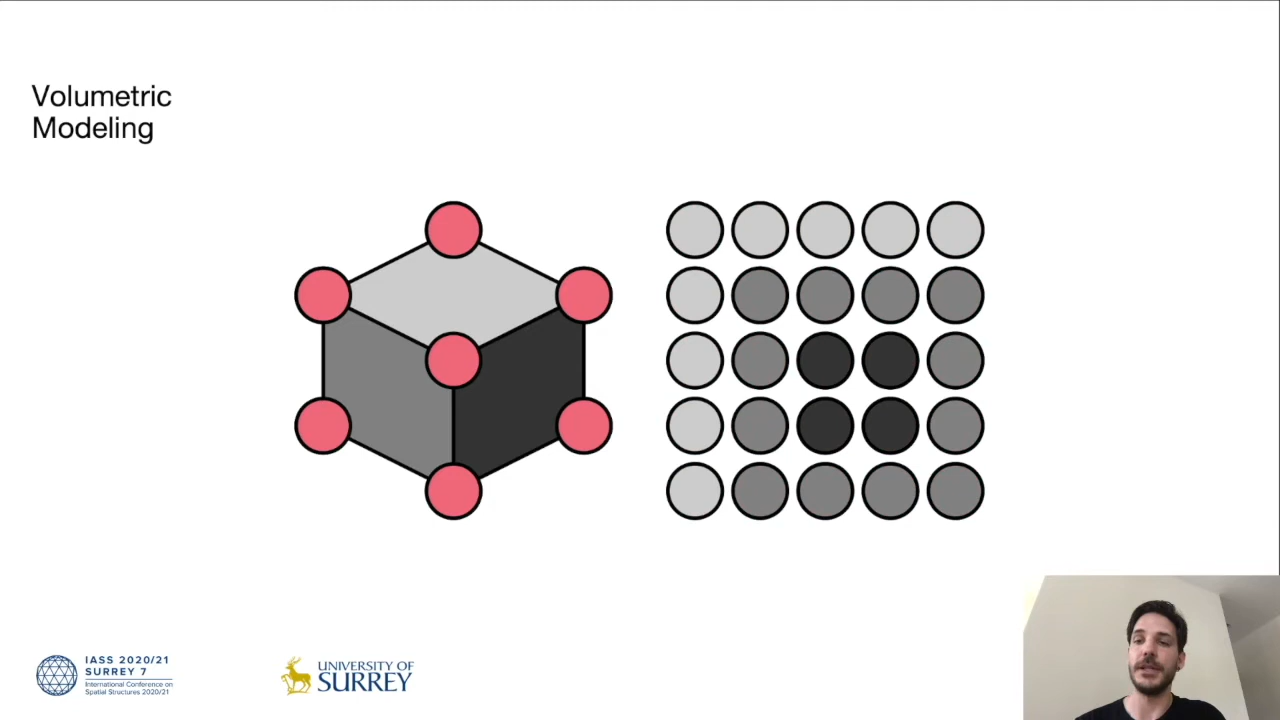 Volumetric
Modeling
IASS 2020/21
SURREY 7
International Conference on
Spatial Structures 2020/21
UNIVERSITY OF
SURREY